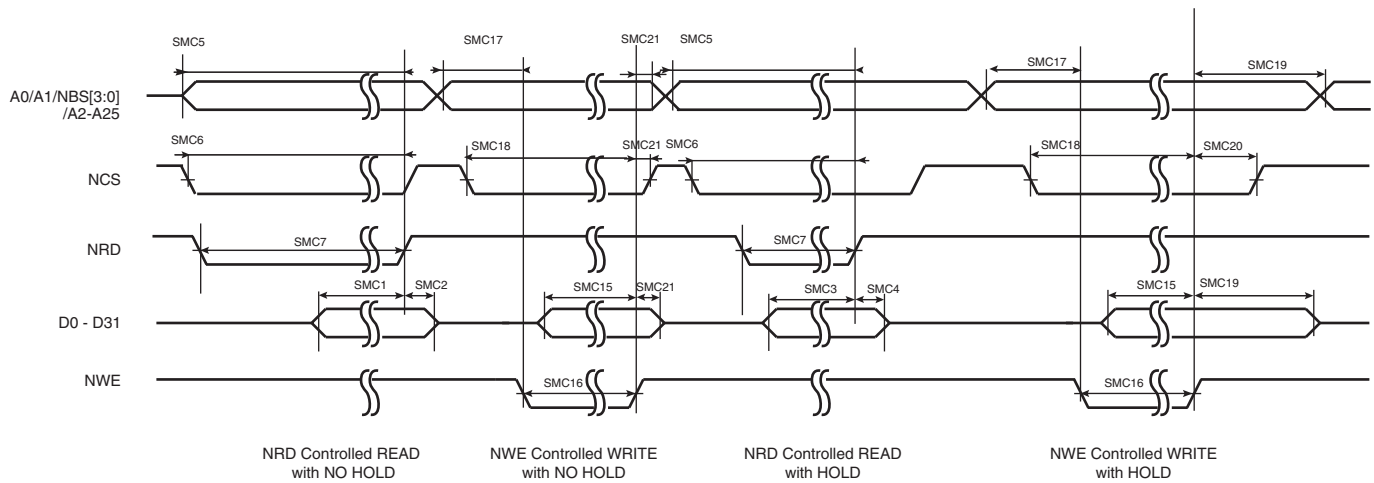 SMC5
SMC17
SMC21
SMC5
SMC17
SMC19
A0/A1/NBS[3:0]
/A2-A25
SMC6
SMC18
SMC21
SMC6
SMC18
SMC20
NCS
NRD
SMC7
SMC7
SMC1
SMC2
SMC15
SMC21
SMC3
SMC4
SMC15
SMC19
D0 - D31
NWE
SMC16
SMC16
NRD Controlled READ
with NO HOLD
NWE Controlled WRITE
with NO HOLD
NRD Controlled READ
with HOLD
NWE Controlled WRITE
with HOLD